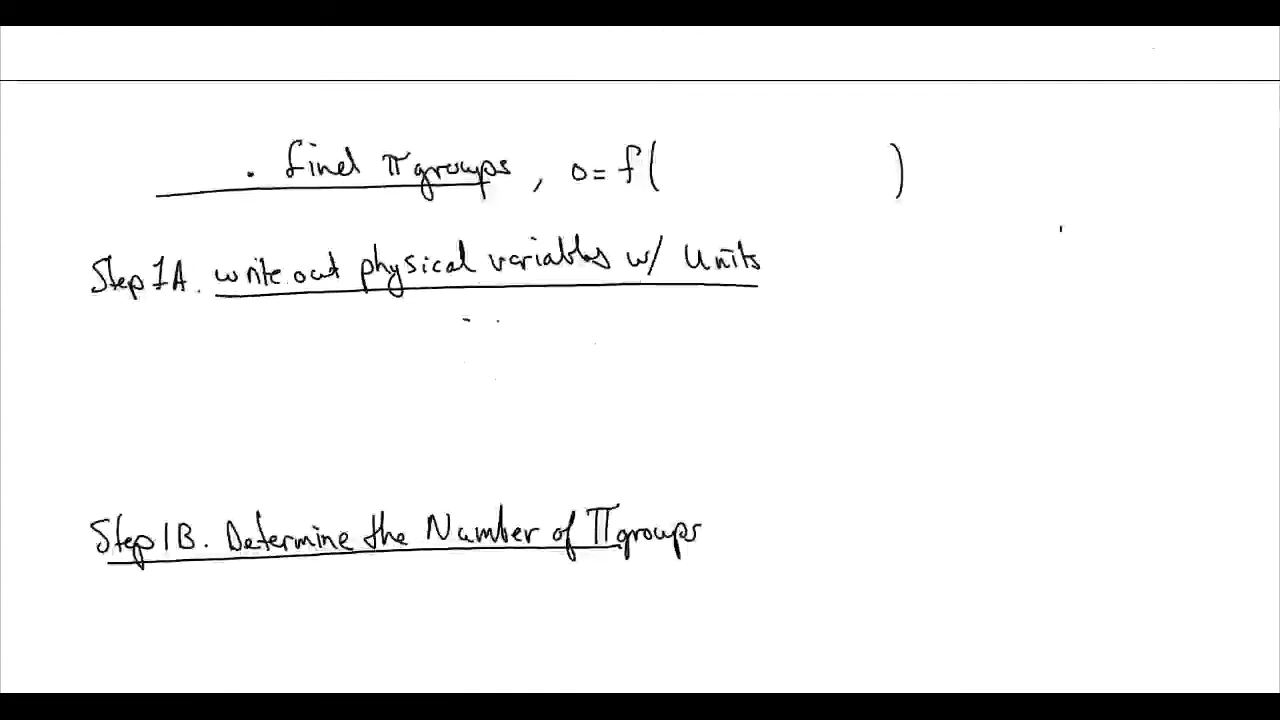 . find π groups, 0 = f( )
Step 1A. write out physical variables w/ Units
Step 1B. Determine the Number of π groups